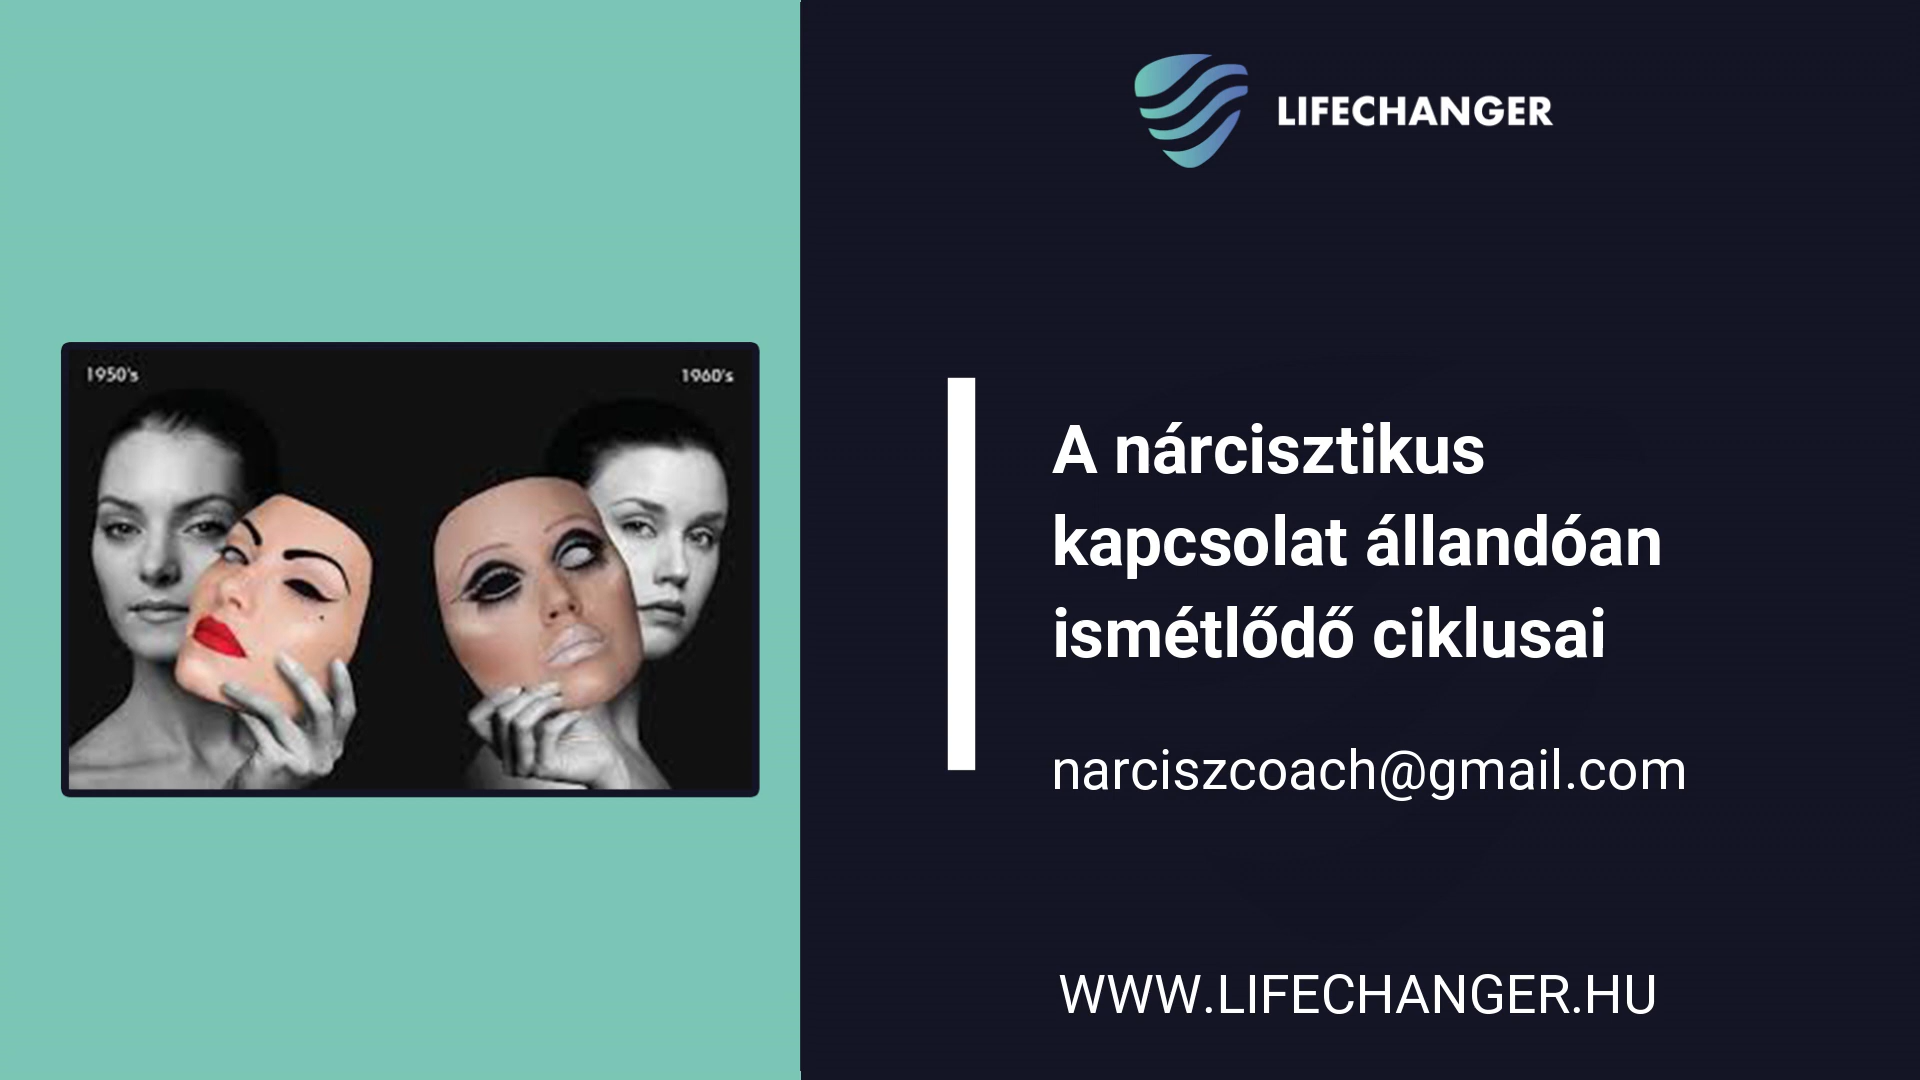 1950's
1960's
LIFECHANGER
A nárcisztikus
kapcsolat állandóan
ismétlődő ciklusai
narciszcoach@gmail.com
WWW.LIFECHANGER.HU